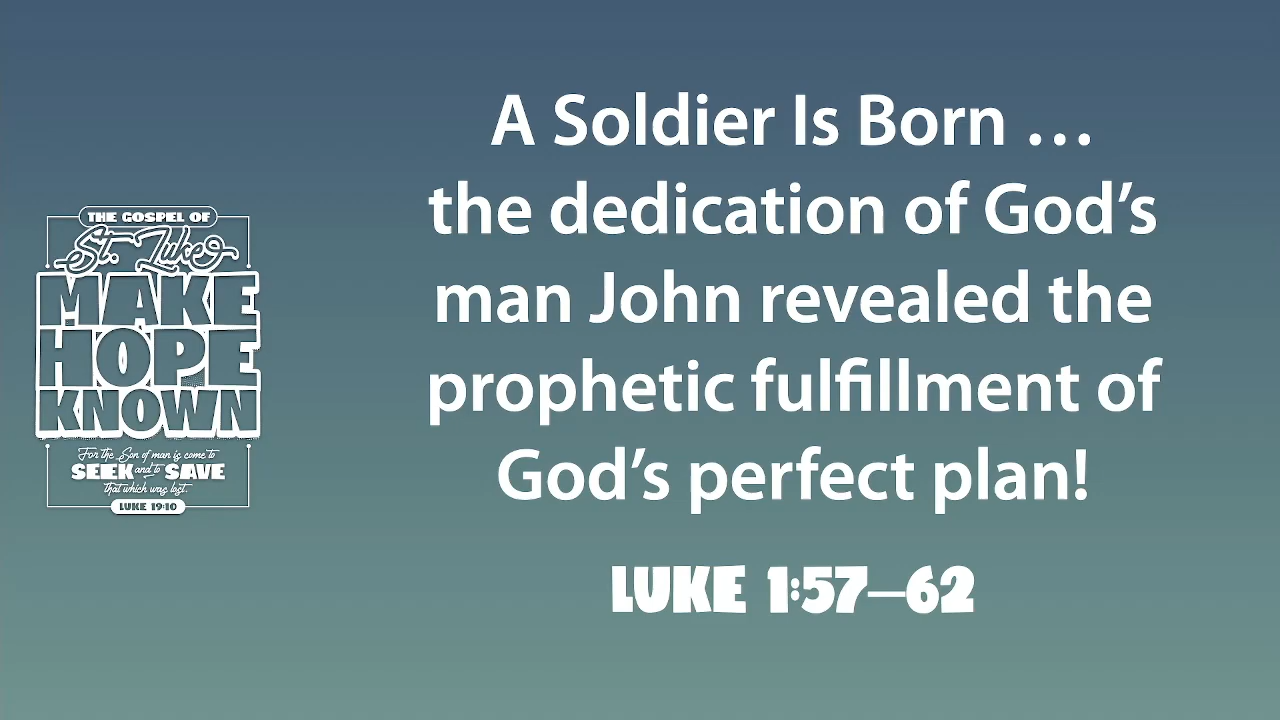 THE GOSPEL OF
St. Luke
MAKE
HOPE
KNOWN
For the Son of man is come to
SEEK and to SAVE
that which was lost.
LUKE 19:10
A Soldier Is Born …
the dedication of God’s
man John revealed the
prophetic fulfillment of
God’s perfect plan!
LUKE 1:57–62